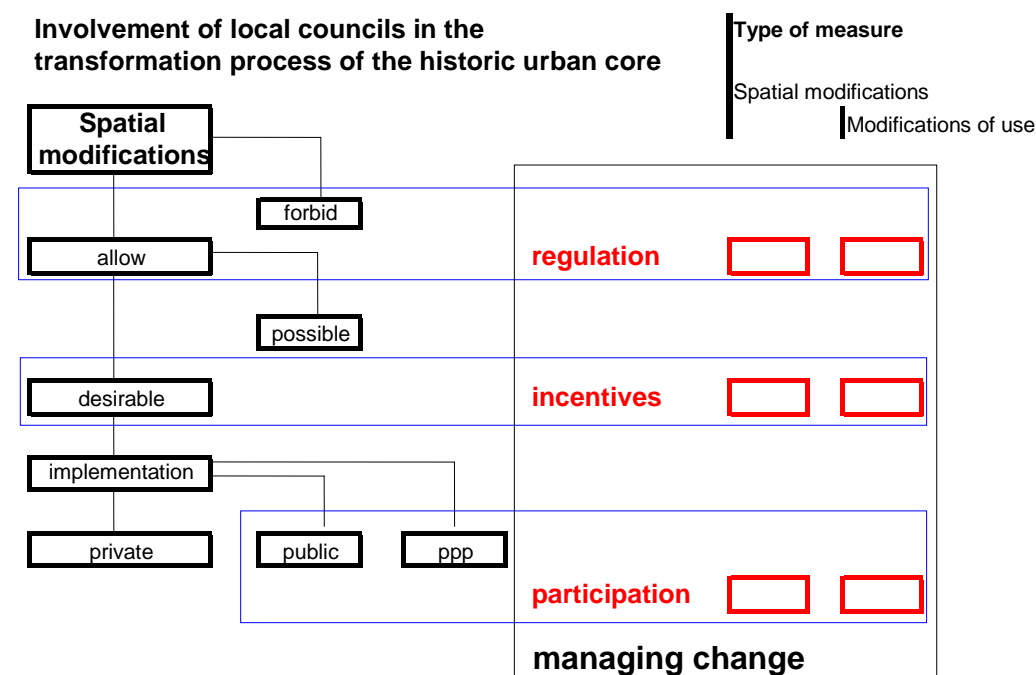 Involvement of local councils in the
transformation process of the historic urban core
Type of measure
Spatial modifications
Modifications of use
Spatial
modifications
forbid
allow
regulation
possible
desirable
incentives
implementation
private
public
ppp
participation
managing change